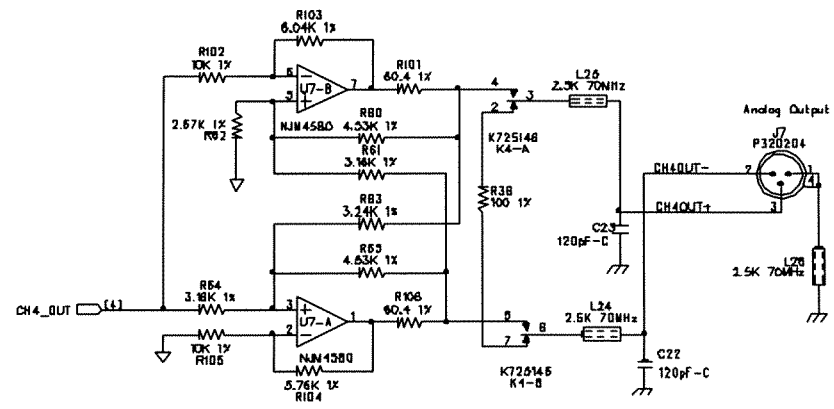 R103
6.04K 1%
R102
10K 1%
R101
60.4 1%
6
U7-B
7
5
4
3
2
L25
2.5K 70MHz
2.67K 1%
NJM4580
R80
4.53K 1%
R61
3.16K 1%
K725146
K4-A
Analog Output
J7
P320204
CH4OUT-
2
1
4
3
CH4OUT+
R38
100 1%
R83
3.24K 1%
C23
120pF-C
4.53K 1%
L26
2.5K 70MHz
CH4_OUT
[4]
3.16K 1%
3
U7-A
1
2
R106
60.4 1%
5
6
7
L24
2.5K 70MHz
10K 1%
R105
NJM4580
5.76K 1%
R104
K725146
K4-B
C22
120pF-C